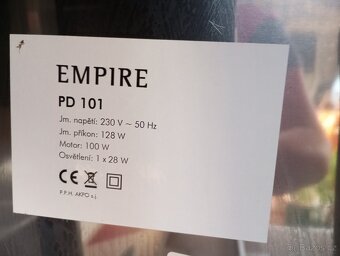 EMPIRE
PD 101
Jm. napětí: 230 V ~ 50 Hz
Jm. příkon: 128 W
Motor: 100 W
Osvětlení: 1 x 28 W
CE
P.P.H. AKPO s.j.